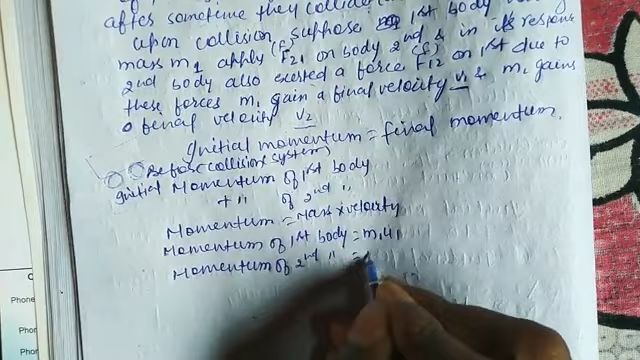 after sometime they collide
upon collision, suppose 1st body
mass m1 apply (f) F21 on body 2nd & in its respons
2nd body also exerted a force (f) F12 on 1st due to
these forces m1 gain a final velocity v1 & m2 gains
a final velocity v2
Initial momentum = final momentum.
Before (collision) system)
Initial Momentum of 1st body
+ " of 2nd "
Momentum = Mass x velocity
Momentum of 1st body = m1u1
Momentum of 2nd " =
Phone
Phor
Phor